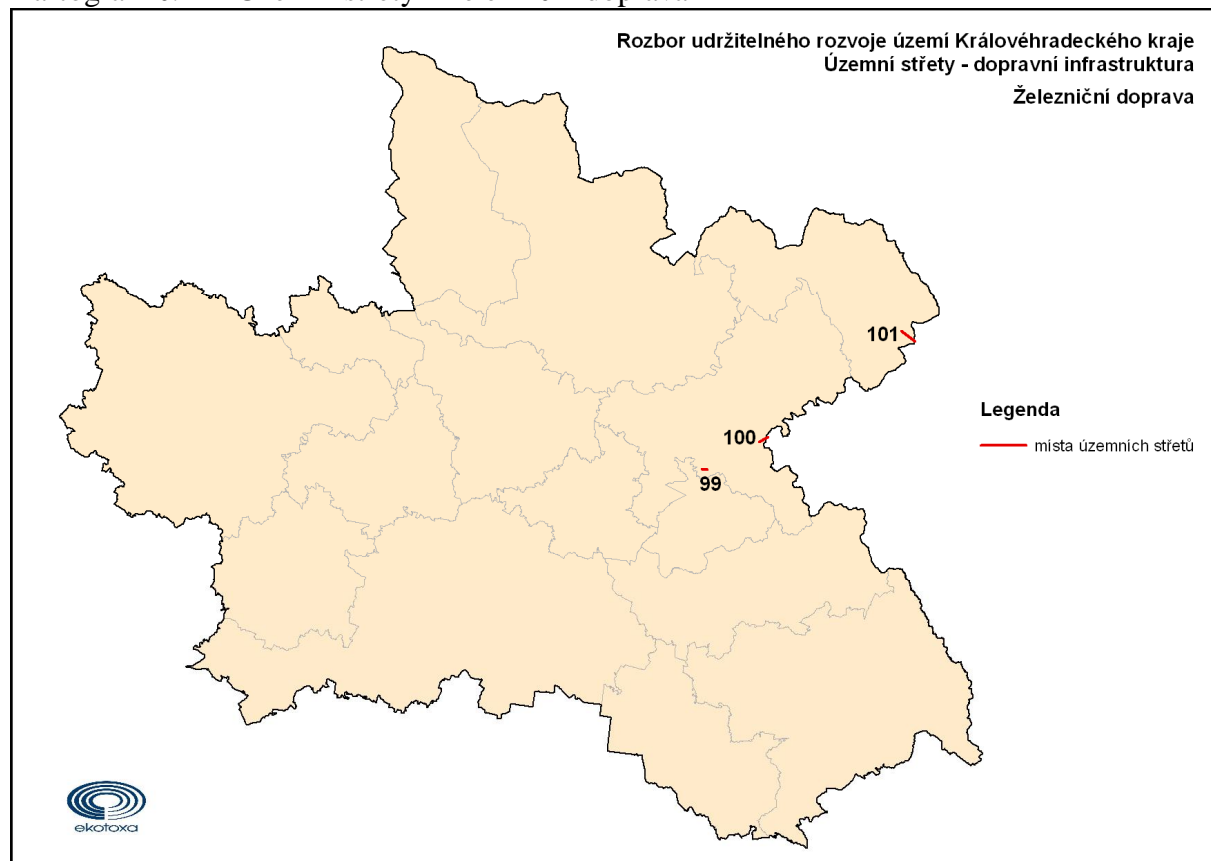 doprava
Rozbor udržitelného rozvoje území Královéhradeckého kraje
Územní střety - dopravní infrastruktura
Železniční doprava
101
Legenda
100
místa územních střetů
99
ekotoxa